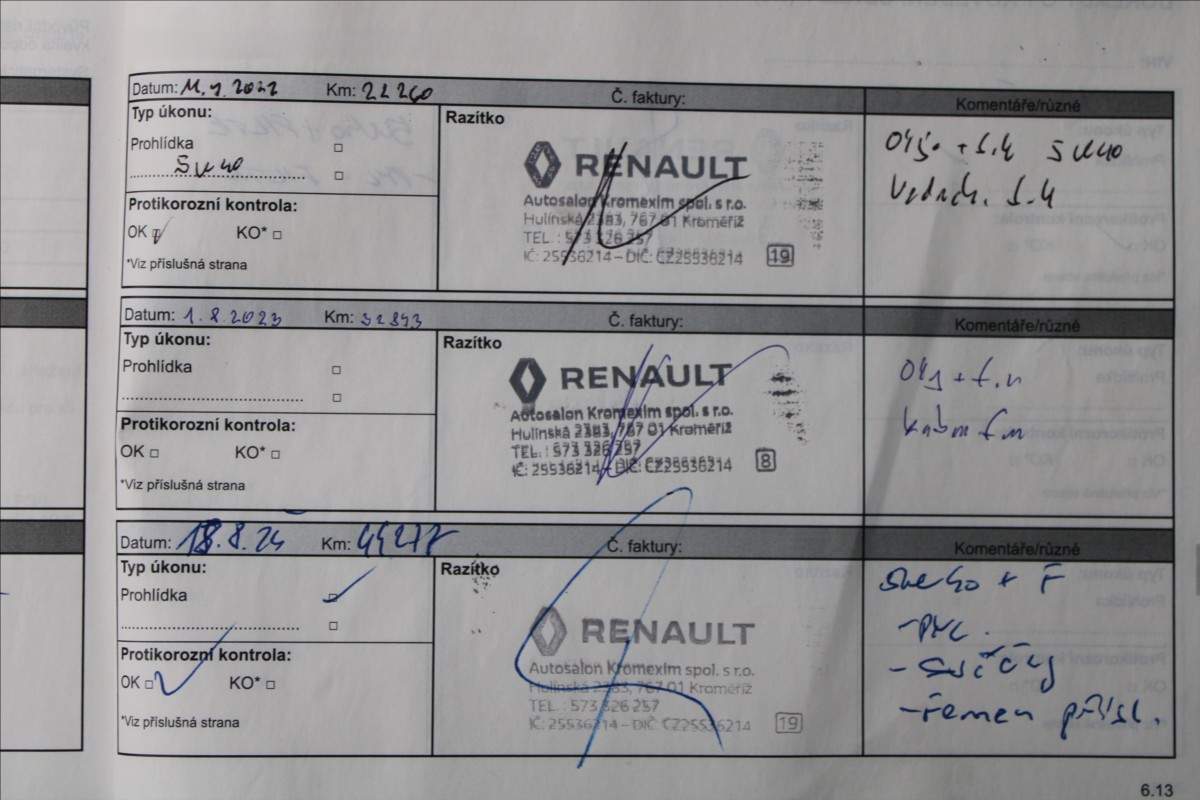 Datum: 11.7.2022 Km: 22260 Č. faktury: Komentáře/různé
Typ úkonu:
Razítko
Prohlídka
Protikorozní kontrola:
OK KO*
*Viz příslušná strana
RENAULT
Autosalon Kromexim spol. s r.o.
Hulínská 2383, 767 01 Kroměříž
TEL.: 573 326 257
IČ: 25536214 – DIČ: CZ25536214 19
Datum: 1.8.2023 Km: 32843 Č. faktury: Komentáře/různé
Typ úkonu:
Razítko
Prohlídka
Protikorozní kontrola:
OK KO*
*Viz příslušná strana
RENAULT
Autosalon Kromexim spol. s r.o.
Hulínská 2383, 767 01 Kroměříž
TEL.: 573 326 257
IČ: 25536214 – DIČ: CZ25536214 8
Datum: 18.8.25 Km: Č. faktury: Komentáře/různé
Typ úkonu:
Razítko
Prohlídka
Protikorozní kontrola:
OK KO*
*Viz příslušná strana
RENAULT
Autosalon Kromexim spol. s r.o.
Hulínská 2383, 767 01 Kroměříž
TEL.: 573 326 257
IČ: 25536214 – DIČ: CZ25536214 19
+ F
- svíčky
- řemen přísl.
6.13